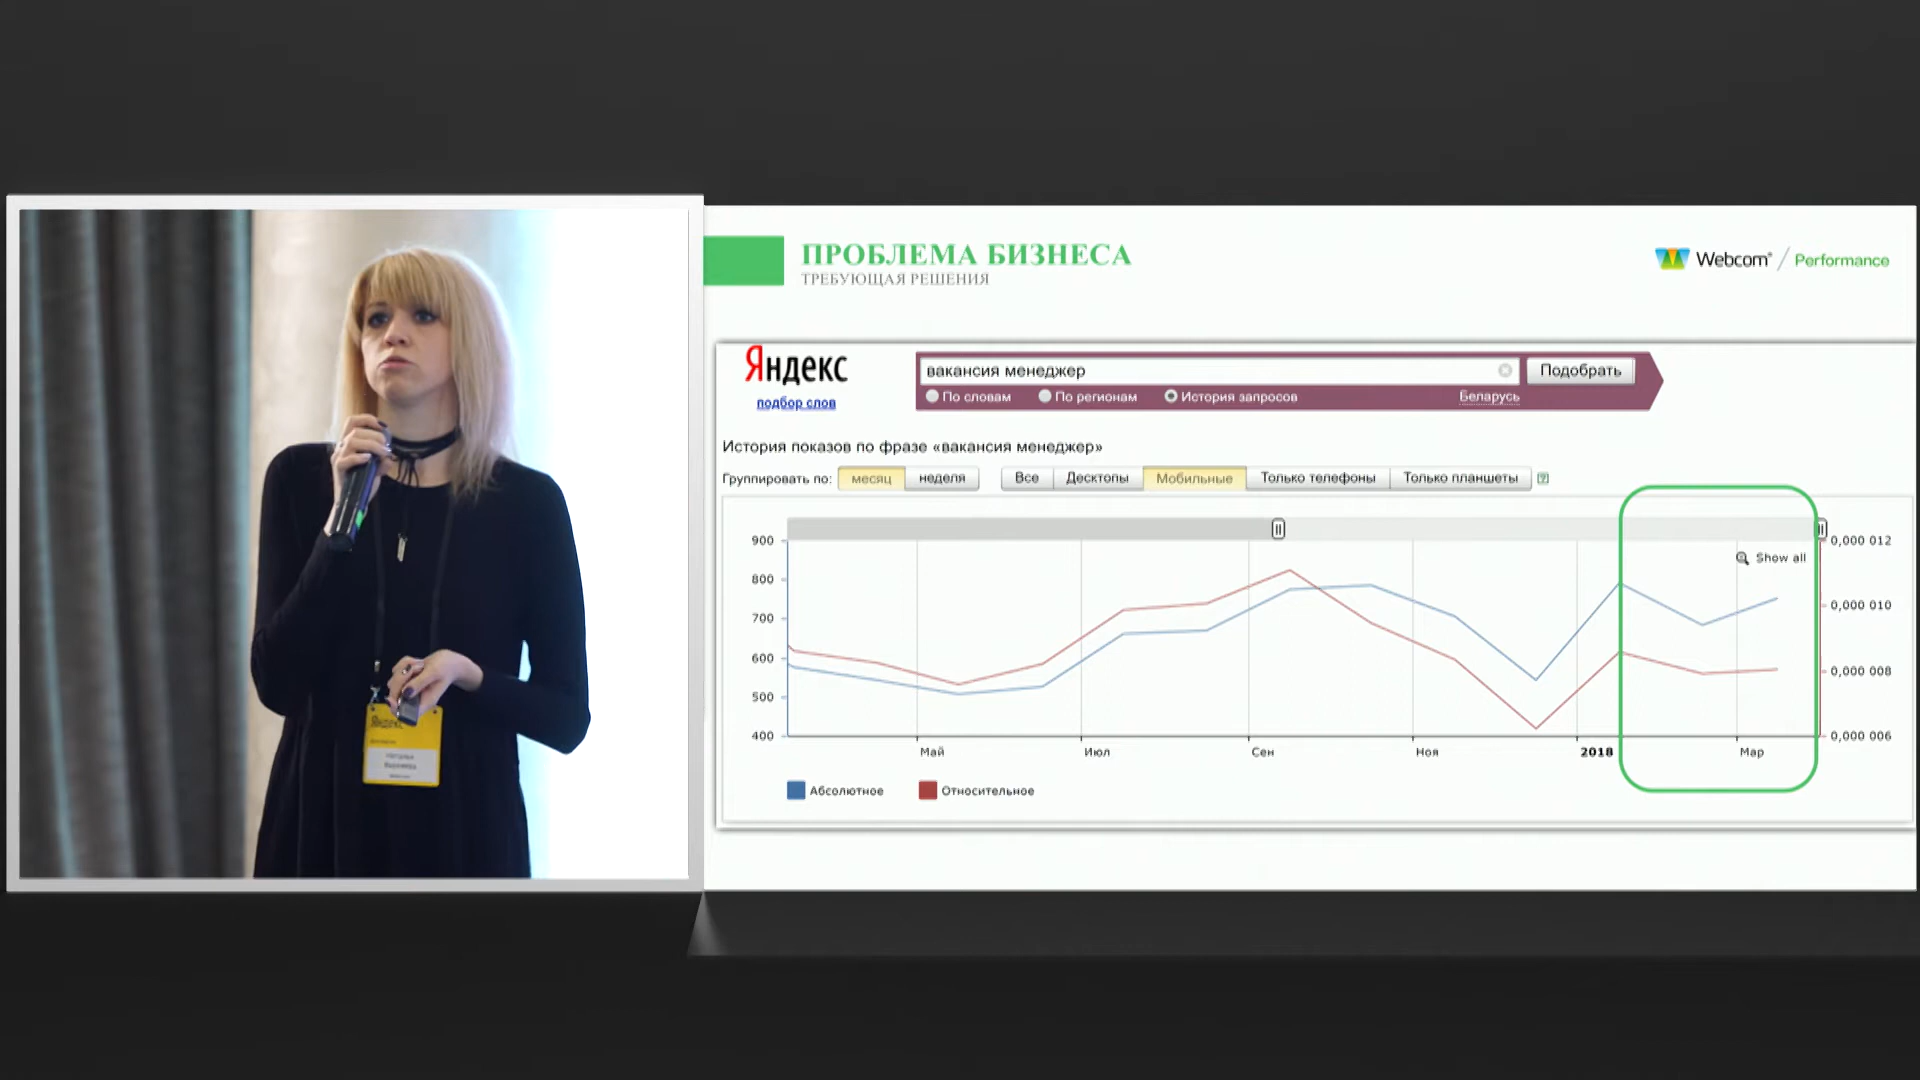 ПРОБЛЕМА БИЗНЕСА
ТРЕБУЮЩАЯ РЕШЕНИЯ
Webcom / Performance
Яндекс
подбор слов
вакансия менеджер
Подобрать
По словам По регионам История запросов Беларусь
История показов по фразе «вакансия менеджер»
Группировать по: месяц неделя Все Десктопы Мобильные Только телефоны Только планшеты
Show all
900 0,000 012
800
700 0,000 010
600 0,000 008
500
400 0,000 006
Май Июл Сен Ноя 2018 Мар
Абсолютное Относительное
Яндекс
Наталья